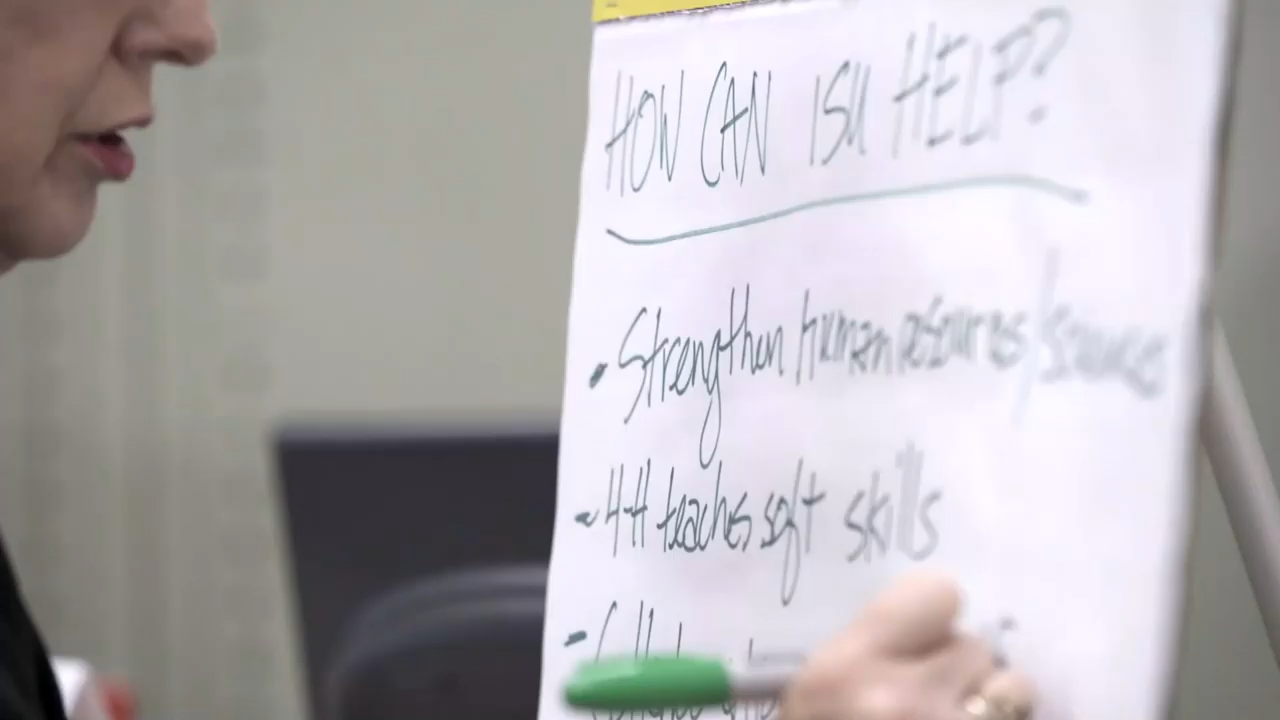 HOW CAN ISU HELP?
• Strengthen human resources/
- 4-H teaches soft skills
-